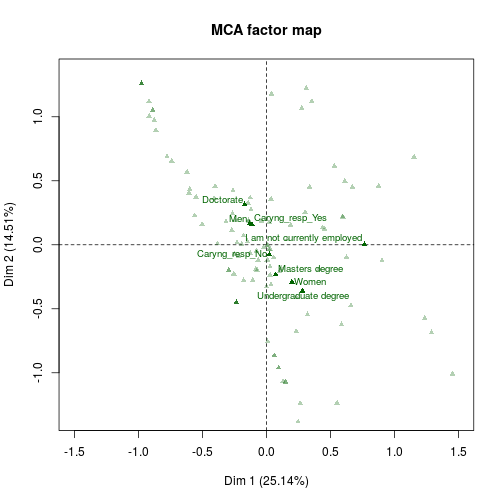 MCA factor map
1.0
0.5
0.0
-0.5
-1.0
Dim 2 (14.51%)
Doctorate
Men
Caryng_resp_Yes
I am not currently employed
Caryng_resp_No
Masters degree
Women
Undergraduate degree
-1.5 -1.0 -0.5 0.0 0.5 1.0 1.5
Dim 1 (25.14%)